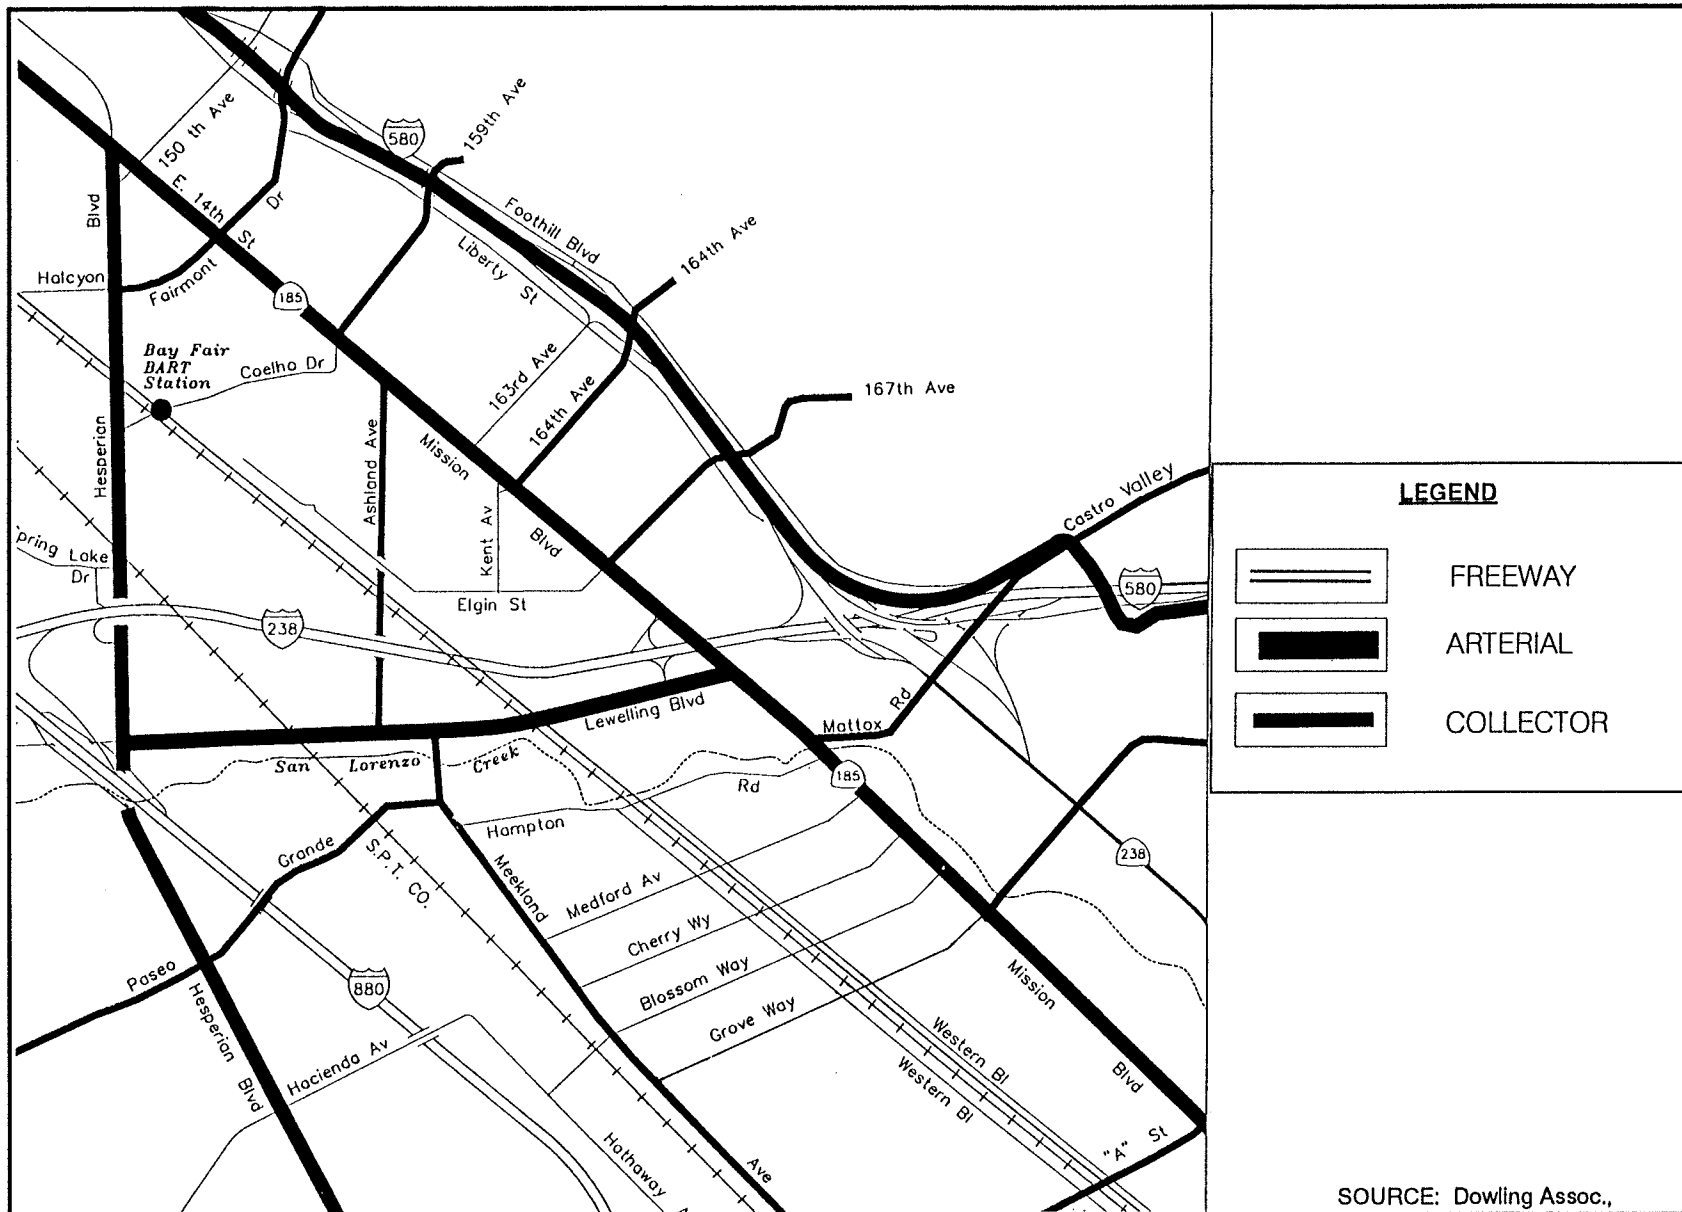 150 th Ave
580
159th Ave
E. 14th St
Dr
Blvd
Foothill Blvd
164th Ave
Liberty St
Halcyon
Fairmont
185
Bay Fair
BART
Station
Coelho Dr
163rd Ave
164th Ave
167th Ave
Hesperian
Ashland Ave
Mission
Blvd
Kent Av
Castro Valley
pring Lake
Dr
Elgin St
580
238
LEGEND
FREEWAY
ARTERIAL
COLLECTOR
Lewelling Blvd
Mattox Rd
San Lorenzo Creek
185
Rd
Hampton
Grande
S.P.T. CO.
Meekland
Medford Av
238
Cherry Wy
Paseo
880
Blossom Way
Mission
Hesperian
Blvd
Grove Way
Hacienda Av
Western Bl
Western Bl
Blvd
"A" St
Hathaway
Ave
SOURCE: Dowling Assoc.,